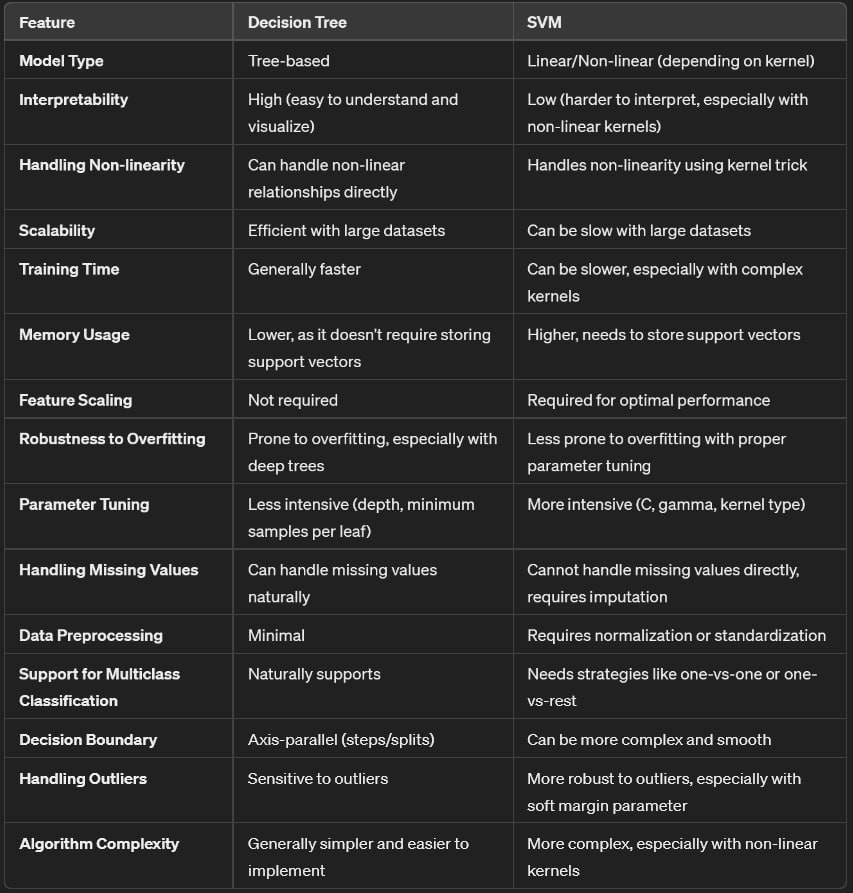 Feature Decision Tree SVM
Model Type Tree-based Linear/Non-linear (depending on kernel)
Interpretability High (easy to understand and Low (harder to interpret, especially with
visualize) non-linear kernels)
Handling Non-linearity Can handle non-linear Handles non-linearity using kernel trick
relationships directly
Scalability Efficient with large datasets Can be slow with large datasets
Training Time Generally faster Can be slower, especially with complex
kernels
Memory Usage Lower, as it doesn’t require storing Higher, needs to store support vectors
support vectors
Feature Scaling Not required Required for optimal performance
Robustness to Overfitting Prone to overfitting, especially with Less prone to overfitting with proper
deep trees parameter tuning
Parameter Tuning Less intensive (depth, minimum More intensive (C, gamma, kernel type)
samples per leaf)
Handling Missing Values Can handle missing values Cannot handle missing values directly,
naturally requires imputation
Data Preprocessing Minimal Requires normalization or standardization
Support for Multiclass Naturally supports Needs strategies like one-vs-one or one-
Classification vs-rest
Decision Boundary Axis-parallel (steps/splits) Can be more complex and smooth
Handling Outliers Sensitive to outliers More robust to outliers, especially with
soft margin parameter
Algorithm Complexity Generally simpler and easier to More complex, especially with non-linear
implement kernels